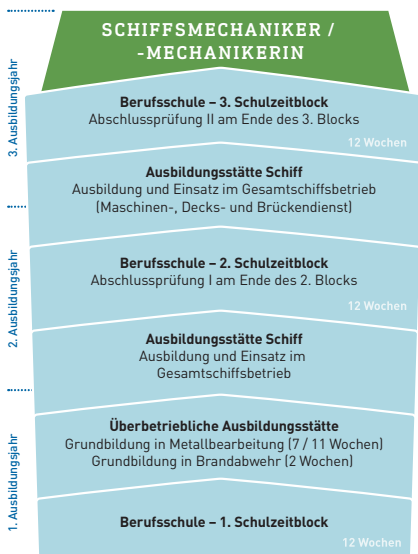 SCHIFFSMECHANIKER /
-MECHANIKERIN
3. Ausbildungsjahr
Berufsschule – 3. Schulzeitblock
Abschlussprüfung II am Ende des 3. Blocks
12 Wochen
Ausbildungsstätte Schiff
Ausbildung und Einsatz im Gesamtschiffsbetrieb
(Maschinen-, Decks- und Brückendienst)
2. Ausbildungsjahr
Berufsschule – 2. Schulzeitblock
Abschlussprüfung I am Ende des 2. Blocks
12 Wochen
Ausbildungsstätte Schiff
Ausbildung und Einsatz im
Gesamtschiffsbetrieb
1. Ausbildungsjahr
Überbetriebliche Ausbildungsstätte
Grundbildung in Metallbearbeitung (7 / 11 Wochen)
Grundbildung in Brandabwehr (2 Wochen)
Berufsschule – 1. Schulzeitblock
12 Wochen